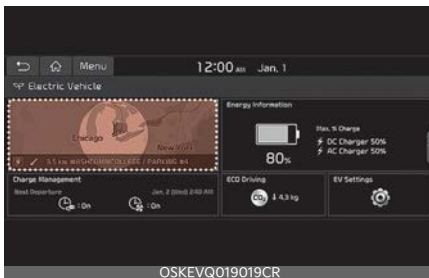 Menu
12:00 AM Jan. 1
Electric Vehicle
Energy Information
Chicago
New York
Max. % Charge
DC Charger 50%
AC Charger 50%
80%
3.5 km WASHCOMMCOLLEGE / PARKING #4
Charge Management
Next Departure Jan. 2 (Wed) 2:40 AM
: On : On
ECO Driving
CO₂ 4.3 kg
EV Settings
OSKEVQ019019CR